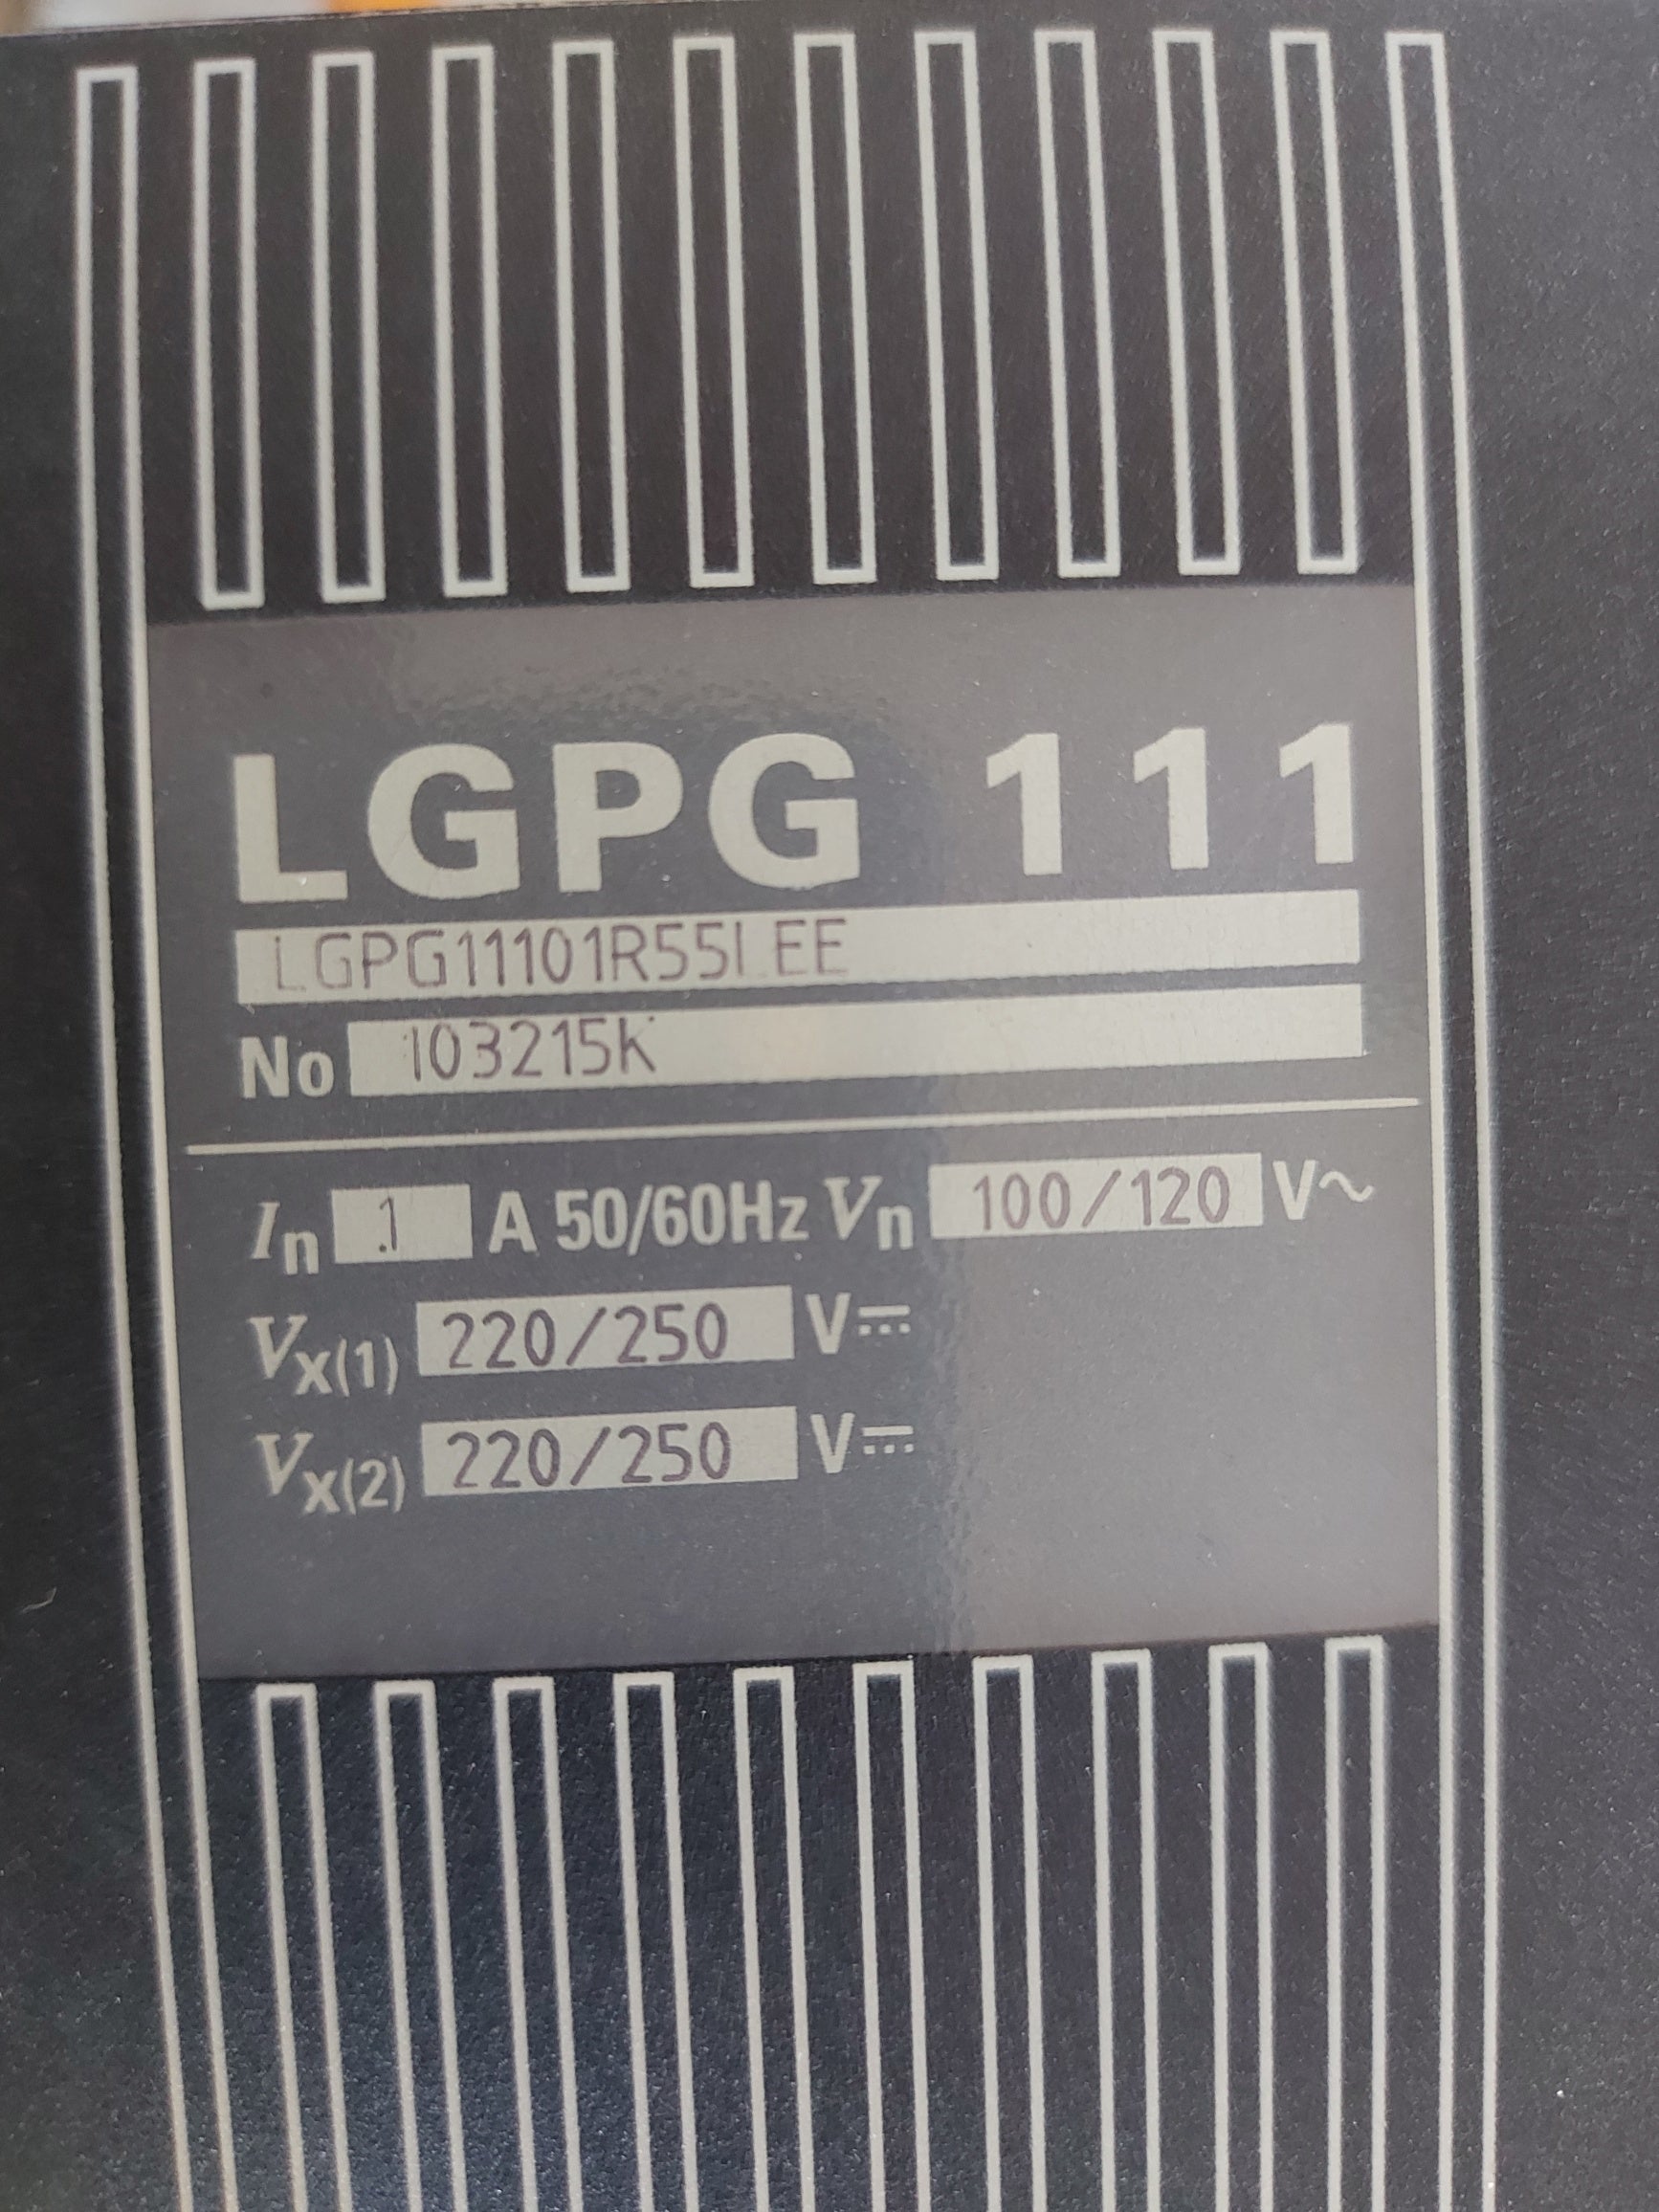 LGPG 111
LGPG11101R55LEE
No 103215K
In 1 A 50/60Hz Vn 100/120 V~
Vx(1) 220/250 V⎓
Vx(2) 220/250 V⎓